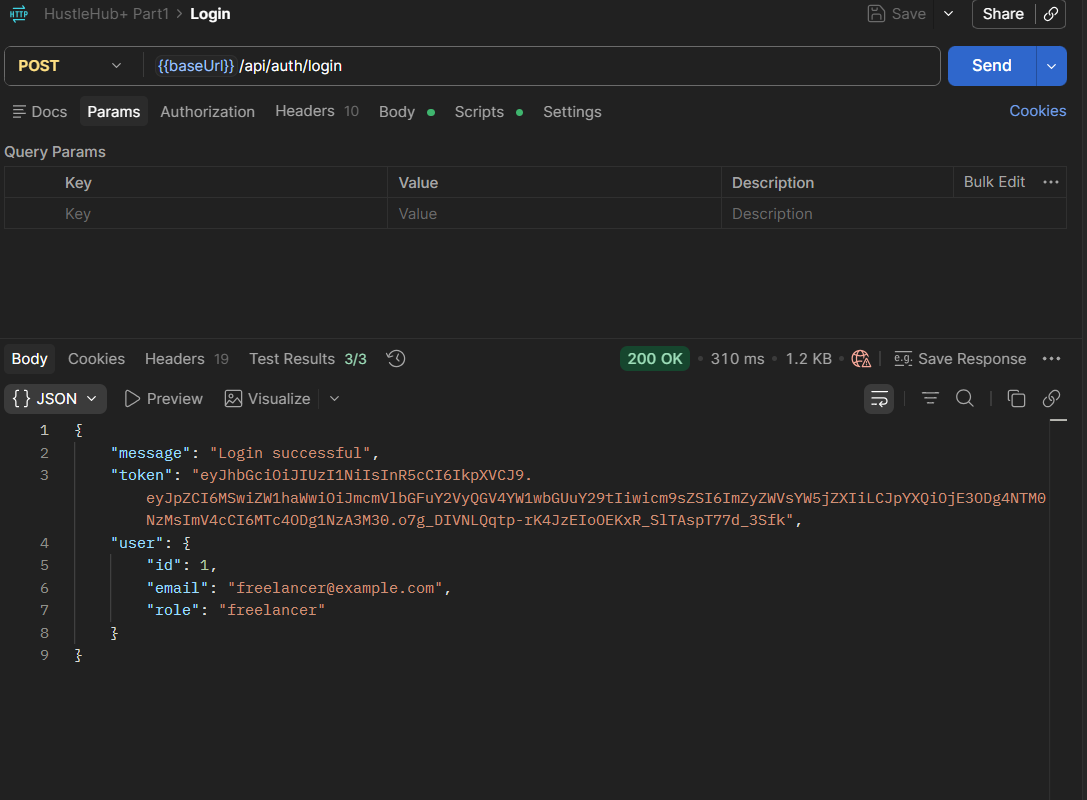 HTTP HustleHub+ Part1 > Login Save Share
POST {{baseUrl}} /api/auth/login Send
Docs Params Authorization Headers 10 Body Scripts Settings Cookies
Query Params
Key Value Description Bulk Edit
Key Value Description
Body Cookies Headers 19 Test Results 3/3 200 OK 310 ms 1.2 KB e.g. Save Response
{ } JSON Preview Visualize
1 {
2 "message": "Login successful",
3 "token": "eyJhbGciOiJIUzI1NiIsInR5cCI6IkpXVCJ9.
eyJpZCI6MSwiZW1haWwiOiJmcmVlbGFuY2VyQGV4YW1wbGUuY29tIiwicm9sZSI6ImZyZWVsYW5jZXIiLCJpYXQiOjE3ODg4NTM0
NzMsImV4cCI6MTc4ODg1NzA3M30.o7g_DIVNLQqtp-rK4JzEIoOEKxR_SlTAspT77d_3Sfk",
4 "user": {
5 "id": 1,
6 "email": "freelancer@example.com",
7 "role": "freelancer"
8 }
9 }